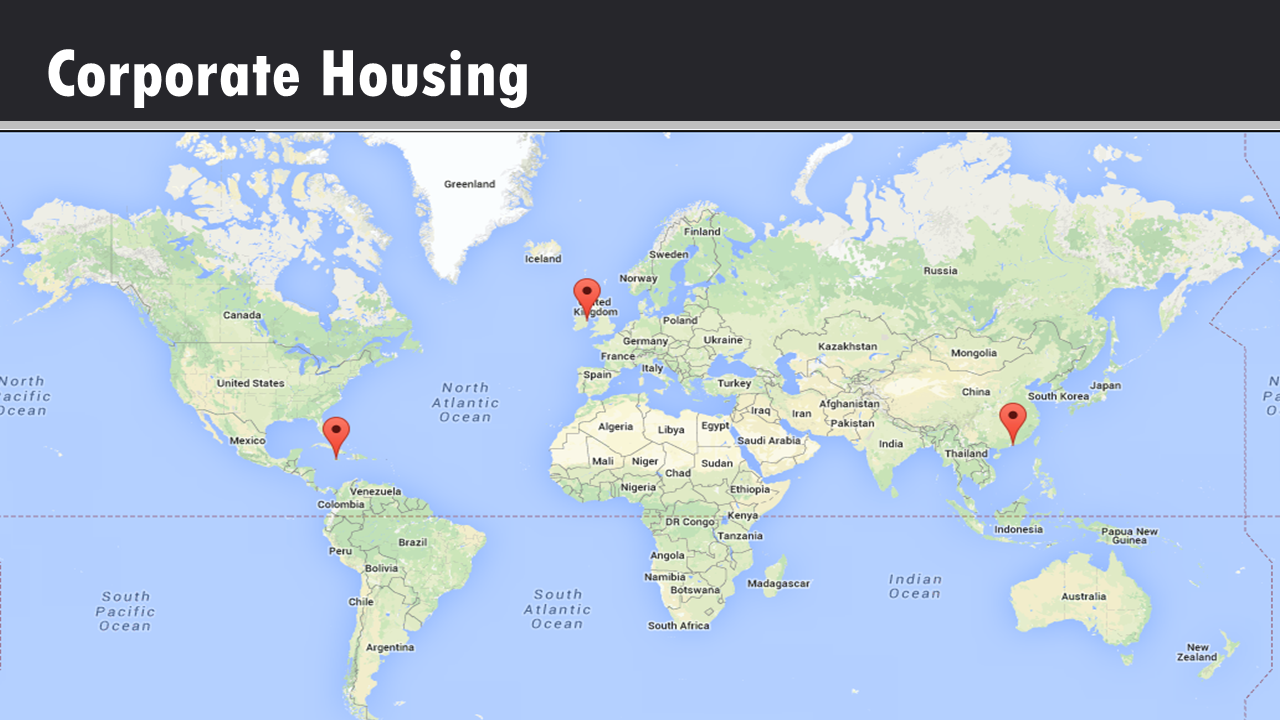 Corporate Housing
Greenland
Iceland
Finland
Sweden
Norway
Russia
Canada
Kingdom
Poland
Germany
Ukraine
France
Italy
Spain
Kazakhstan
Mongolia
United States
Turkey
China
Japan
South Korea
North
Atlantic
Ocean
Afghanistan
Iraq
Iran
Pakistan
Algeria
Libya
Egypt
Saudi Arabia
India
Mexico
Thailand
Mali
Niger
Chad
Sudan
Nigeria
Ethiopia
Venezuela
Colombia
DR Congo
Kenya
Tanzania
Indonesia
Papua New
Guinea
Brazil
Peru
Bolivia
Angola
Namibia
Botswana
Madagascar
Indian
Ocean
Australia
Chile
South
Pacific
Ocean
South
Atlantic
Ocean
South Africa
Argentina
New
Zealand
North